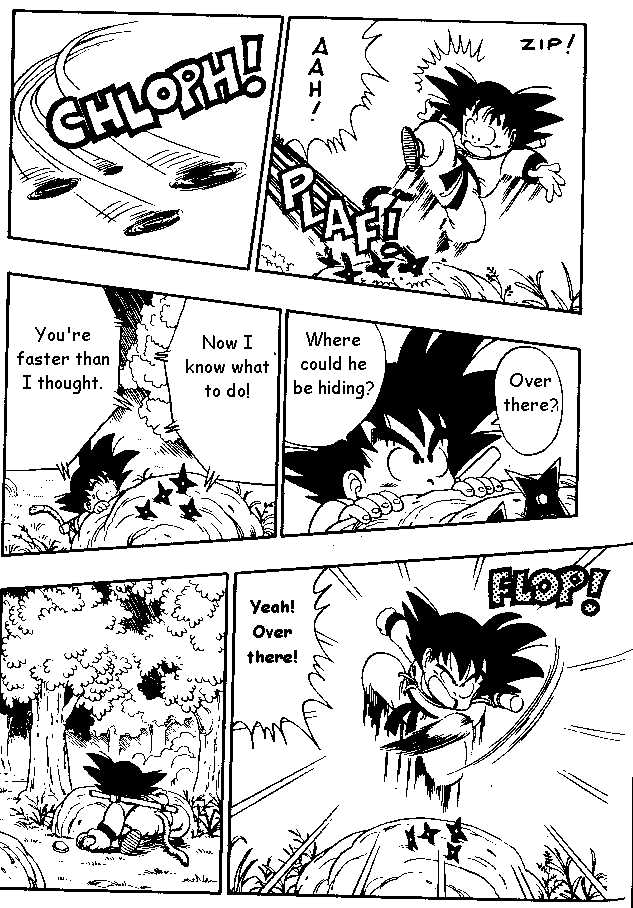 CHLOPH!
AAH!
ZIP!
PLAF!
You're
faster than
I thought.
Now I
know what
to do!
Where
could he
be hiding?
Over
there?
Yeah!
Over
there!
FLOP!